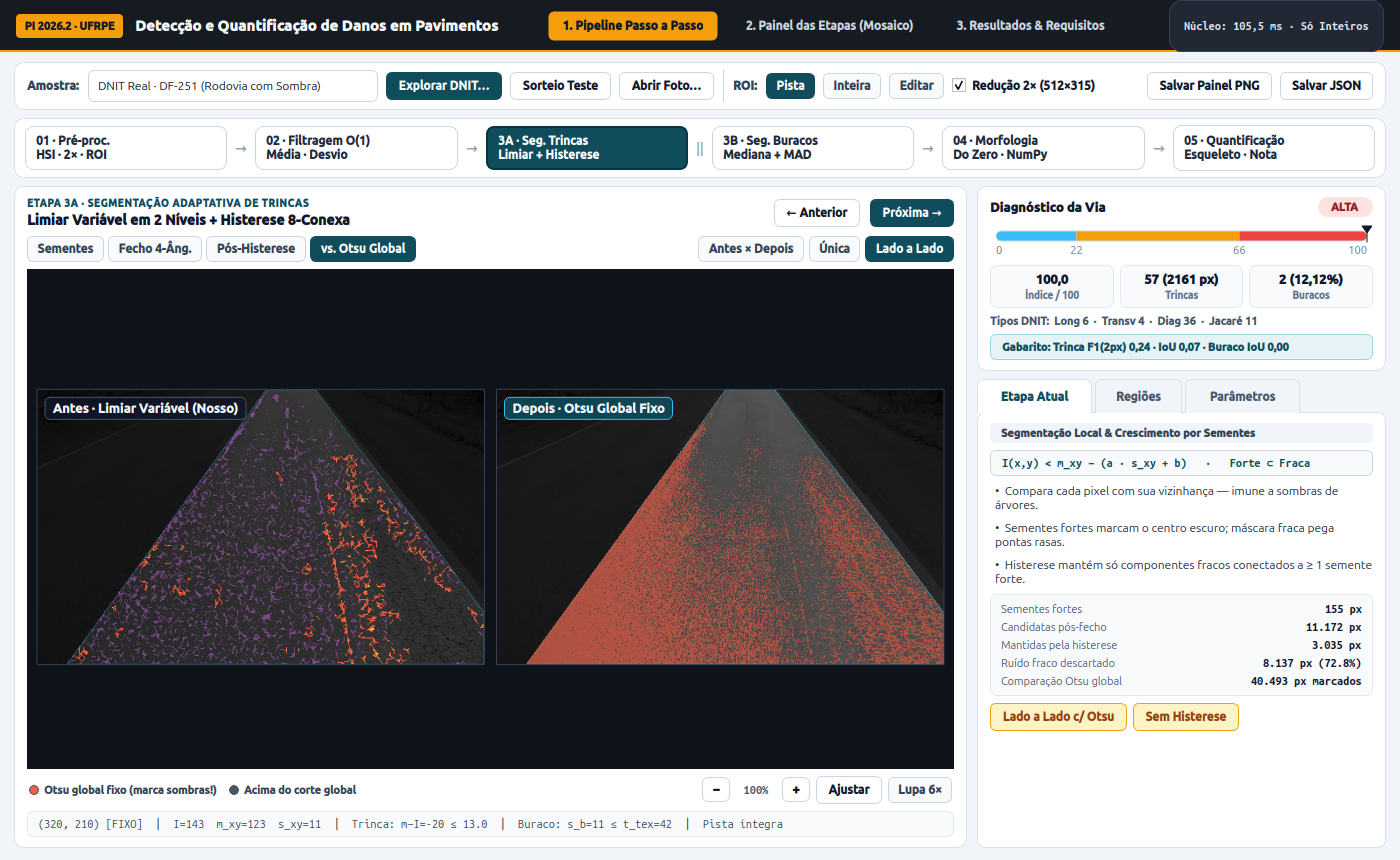 PI 2026.2 · UFRPE
Detecção e Quantificação de Danos em Pavimentos
1. Pipeline Passo a Passo
2. Painel das Etapas (Mosaico)
3. Resultados & Requisitos
Núcleo: 105,5 ms · Só Inteiros
Amostra:
DNIT Real · DF-251 (Rodovia com Sombra)
Explorar DNIT...
Sorteio Teste
Abrir Foto...
ROI:
Pista
Inteira
Editar
Redução 2× (512×315)
Salvar Painel PNG
Salvar JSON
01 · Pré-proc.
HSI · 2× · ROI
→
02 · Filtragem O(1)
Média · Desvio
→
3A · Seg. Trincas
Limiar + Histerese
||
3B · Seg. Buracos
Mediana + MAD
→
04 · Morfologia
Do Zero · NumPy
→
05 · Quantificação
Esqueleto · Nota
ETAPA 3A · SEGMENTAÇÃO ADAPTATIVA DE TRINCAS
Limiar Variável em 2 Níveis + Histerese 8-Conexa
← Anterior
Próxima →
Sementes
Fecho 4-Âng.
Pós-Histerese
vs. Otsu Global
Antes × Depois
Única
Lado a Lado
Antes · Limiar Variável (Nosso)
Depois · Otsu Global Fixo
Otsu global fixo (marca sombras!)
Acima do corte global
−
100%
+
Ajustar
Lupa 6×
(320, 210) [FIXO] | I=143 m_xy=123 s_xy=11 | Trinca: m-I=-20 ≤ 13.0 | Buraco: s_b=11 ≤ t_tex=42 | Pista integra
Diagnóstico da Via
ALTA
0
22
66
100
100,0
Índice / 100
57 (2161 px)
Trincas
2 (12,12%)
Buracos
Tipos DNIT: Long 6 · Transv 4 · Diag 36 · Jacaré 11
Gabarito: Trinca F1(2px) 0,24 · IoU 0,07 · Buraco IoU 0,00
Etapa Atual
Regiões
Parâmetros
Segmentação Local & Crescimento por Sementes
I(x,y) < m_xy − (a · s_xy + b) · Forte ⊂ Fraca
• Compara cada pixel com sua vizinhança — imune a sombras de
árvores.
• Sementes fortes marcam o centro escuro; máscara fraca pega
pontas rasas.
• Histerese mantém só componentes fracos conectados a ≥ 1 semente
forte.
Sementes fortes 155 px
Candidatas pós-fecho 11.172 px
Mantidas pela histerese 3.035 px
Ruído fraco descartado 8.137 px (72.8%)
Comparação Otsu global 40.493 px marcados
Lado a Lado c/ Otsu
Sem Histerese